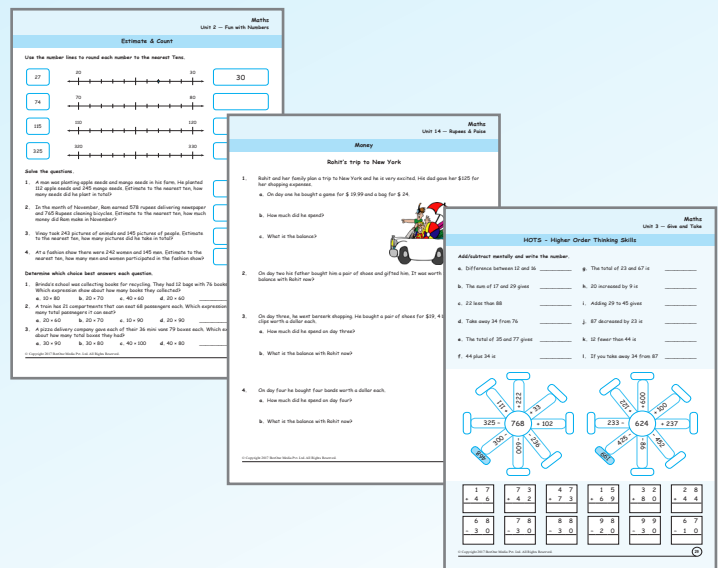 Maths
Unit 2 — Fun with Numbers
Estimate & Count
Use the number lines to round each number to the nearest Tens.
27 20 30 30
74 70 80
115 110 120
325 320 330
Solve the questions.
1. A man was planting apple seeds and mango seeds in his farm. He planted
112 apple seeds and 245 mango seeds. Estimate to the nearest ten, how
many seeds did he plant in total?
2. In the month of November, Ram earned 578 rupees delivering newspaper
and 765 Rupees cleaning bicycles. Estimate to the nearest ten, how much
money did Ram make in November?
3. Vinay took 243 pictures of animals and 145 pictures of people. Estimate
to the nearest ten, how many pictures did he take in total?
4. At a fashion show there were 242 women and 145 men. Estimate to the
nearest ten, how many men and women participated in the fashion show?
Determine which choice best answers each question.
1. Brinda's school was collecting books for recycling. They had 12 bags with 76 books
Which expression should about how many books they collected?
a. 10 × 80 b. 20 × 70 c. 40 × 60 d. 20 × 60
2. A train has 21 compartments that can seat 68 passengers each. Which expression
many total passengers it can seat?
a. 20 × 60 b. 20 × 70 c. 10 × 90 d. 20 × 90
3. A pizza delivery company gave each of their 36 mini vans 79 boxes each. Which ex
about how many total boxes they had?
a. 30 × 90 b. 30 × 80 c. 40 × 100 d. 40 × 80
Maths
Unit 14 — Rupees & Paise
Money
Rohit's trip to New York
1. Rohit and her family plan a trip to New York and he is very excited. His dad gave her $125 for
her shopping expenses.
a. On day one he bought a game for $ 19.99 and a bag for $ 24.
b. How much did he spend?
c. What is the balance?
2. On day two his father bought him a pair of shoes and gifted him. It was worth
balance with Rohit now?
3. On day three, he went berserk shopping. He bought a pair of shoes for $19, 4
clips worth a dollar each.
a. How much did he spend on day three?
b. What is the balance with Rohit now?
4. On day four he bought four bands worth a dollar each.
a. How much did he spend on day four?
b. What is the balance with Rohit now?
Maths
Unit 3 — Give and Take
HOTS - Higher Order Thinking Skills
Add/subtract mentally and write the number.
a. Difference between 12 and 36 g. The total of 23 and 67 is
b. The sum of 17 and 29 gives h. 20 increased by 9 is
c. 22 less than 88 i. Adding 29 to 45 gives
d. Take away 34 from 76 j. 87 decreased by 23 is
e. The total of 35 and 77 gives k. 12 fewer than 44 is
f. 44 plus 34 is l. If you take away 34 from 87
768
+ 222
+ 33
+ 102
- 236
- 600
300 -
468
325 -
111 +
624
+ 600
+ 100
+ 237
- 452
- 98
425 -
199
233 -
122 +
1 7 7 3 4 7 1 5 3 2 2 8
+ 4 6 + 4 2 + 7 3 + 6 9 + 8 0 + 4 4
6 8 7 8 8 8 9 8 9 9 6 7
- 3 0 - 3 0 - 3 0 - 2 0 - 3 0 - 1 0